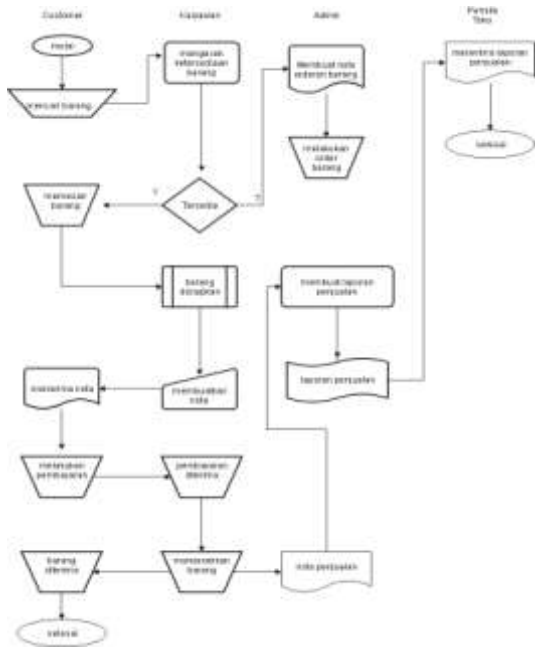 Customer
Karyawan
Admin
Pemilik
Toko
mulai
mencari barang
mengecek
ketersediaan
barang
Membuat nota
orderan barang
menerima laporan
penjualan
melakukan
order
barang
selesai
memesan
barang
Y
Tersedia
T
barang
disiapkan
membuat laporan
penjualan
menerima nota
membuatkan
nota
laporan penjualan
melakukan
pembayaran
pembayaran
diterima
barang
diterima
menyerahkan
barang
nota penjualan
selesai